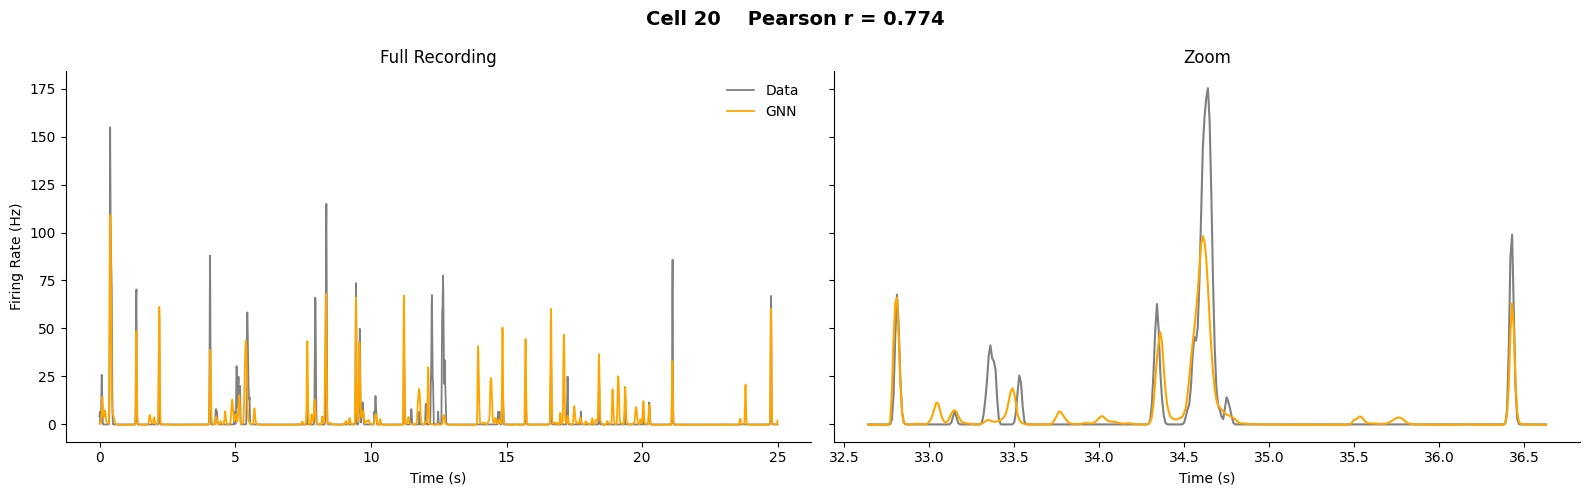 Cell 20    Pearson r = 0.774
Full Recording
Data
GNN
Firing Rate (Hz)
175
150
125
100
75
50
25
0
0 5 10 15 20 25
Time (s)
Zoom
32.5 33.0 33.5 34.0 34.5 35.0 35.5 36.0 36.5
Time (s)